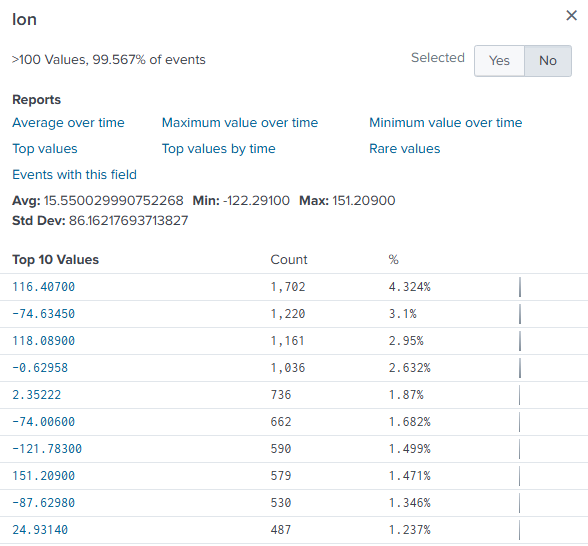 lon
>100 Values, 99.567% of events
Selected Yes No
Reports
Average over time Maximum value over time Minimum value over time
Top values Top values by time Rare values
Events with this field
Avg: 15.550029990752268 Min: -122.29100 Max: 151.20900
Std Dev: 86.16217693713827
Top 10 Values Count %
116.40700 1,702 4.324%
-74.63450 1,220 3.1%
118.08900 1,161 2.95%
-0.62958 1,036 2.632%
2.35222 736 1.87%
-74.00600 662 1.682%
-121.78300 590 1.499%
151.20900 579 1.471%
-87.62980 530 1.346%
24.93140 487 1.237%